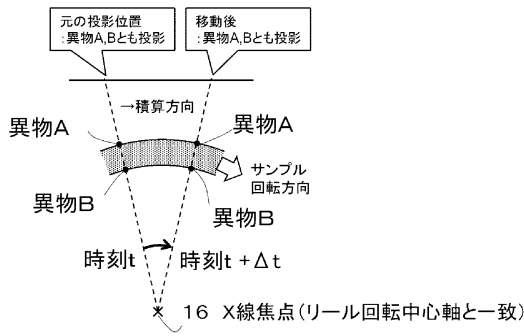 元の投影位置
:異物A,Bとも投影
移動後
:異物A,Bとも投影
→積算方向
異物A
異物A
サンプル
回転方向
異物B
異物B
時刻t
時刻t+Δt
16 X線焦点(リール回転中心軸と一致)